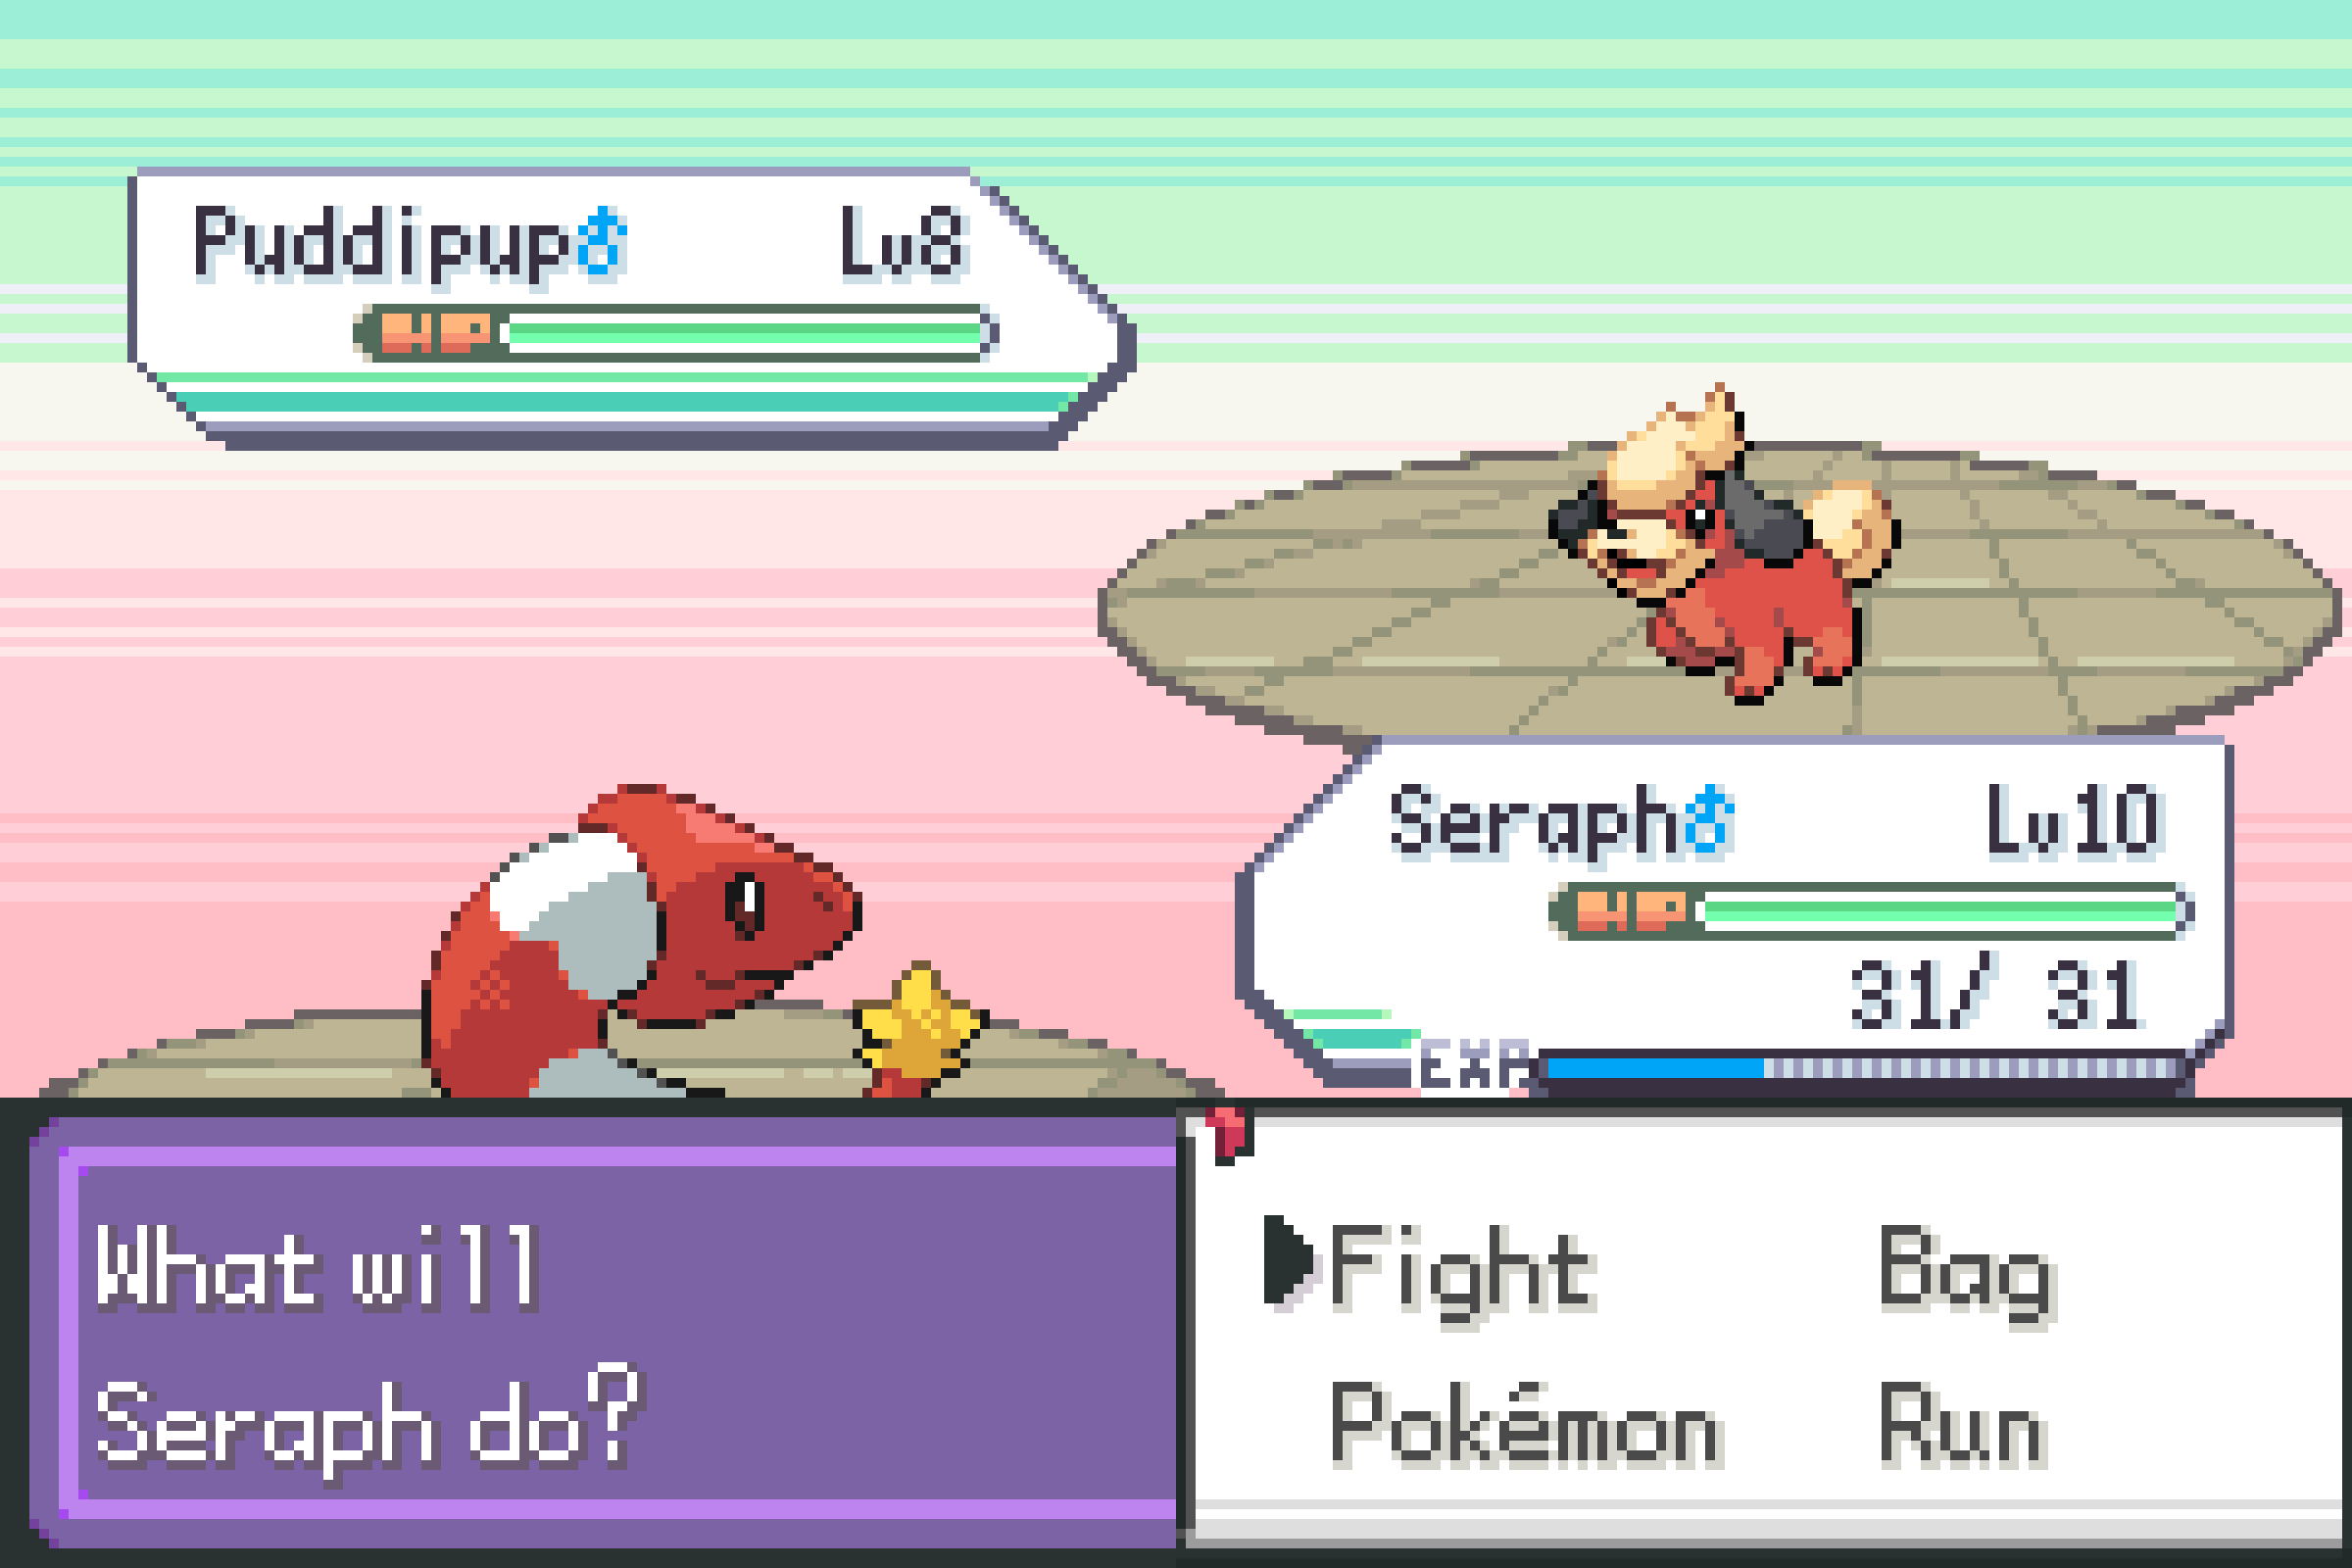 Puddipup♂ Lv8
HP
Seraph♂ Lv10
HP
31/ 31
EXP
What will
Seraph do?
Fight Bag
Pokémon Run